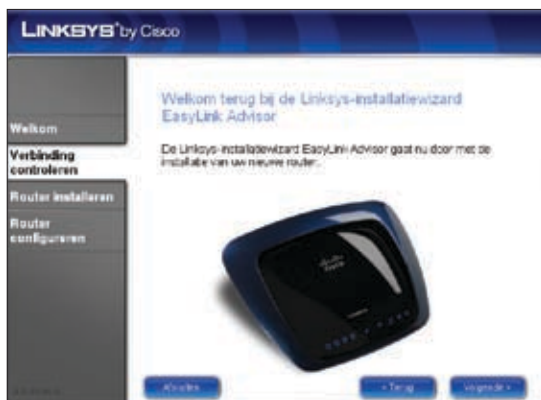 LINKSYS® by Cisco
Welkom
Verbinding
controleren
Router installeren
Router
configureren
Welkom terug bij de Linksys-installatiewizard
EasyLink Advisor
De Linksys-installatiewizard EasyLink Advisor gaat nu door met de
installatie van uw nieuwe router.
Afsluiten
< Terug
Volgende >